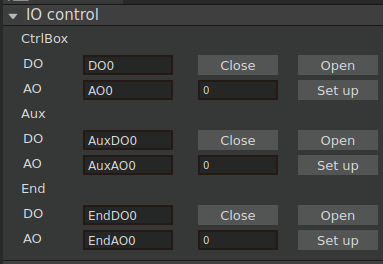 IO control
CtrlBox
DO DO0 Close Open
AO AO0 0 Set up
Aux
DO AuxDO0 Close Open
AO AuxAO0 0 Set up
End
DO EndDO0 Close Open
AO EndAO0 0 Set up